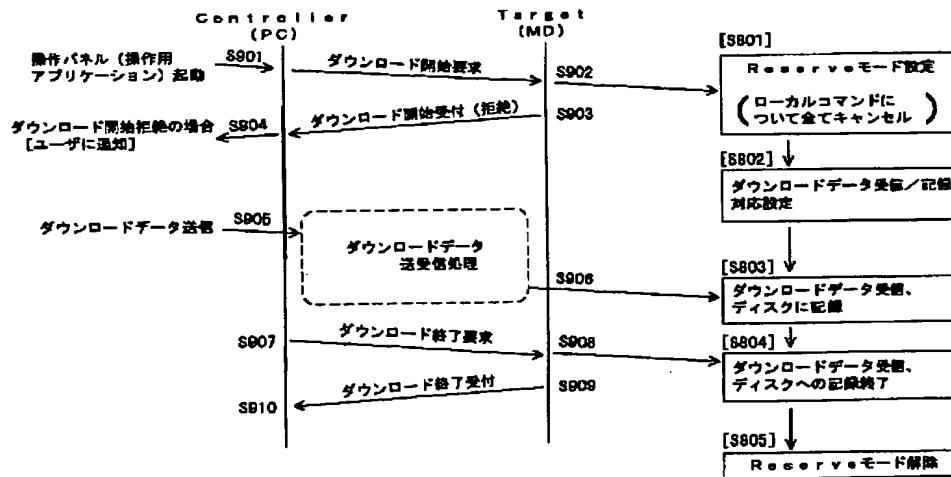 Controller
(PC)
Target
(MD)
操作パネル（操作用
アプリケーション）起動
S901
ダウンロード開始要求
S902
[S801]
Reserveモード設定
(ローカルコマンドに
ついて全てキャンセル)
ダウンロード開始拒絶の場合
[ユーザに通知]
S904
ダウンロード開始受付（拒絶）
S903
[S802]
ダウンロードデータ受信／記録
対応設定
ダウンロードデータ送信
S905
ダウンロードデータ
送受信処理
S906
[S803]
ダウンロードデータ受信、
ディスクに記録
S907
ダウンロード終了要求
S908
[S804]
ダウンロードデータ受信、
ディスクへの記録終了
S910
ダウンロード終了受付
S909
[S805]
Reserveモード解除